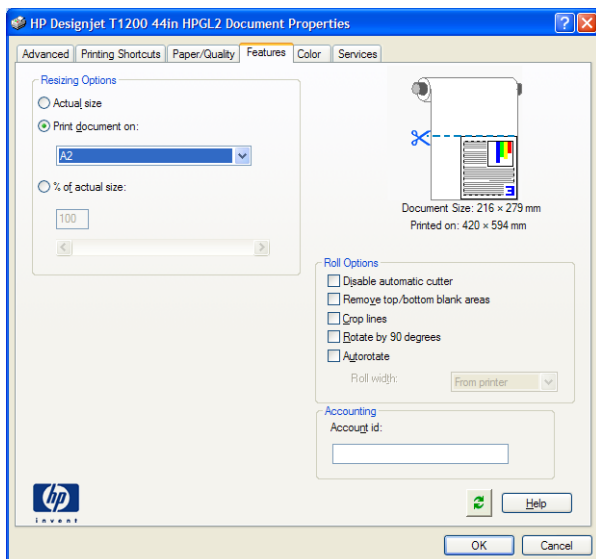 HP Designjet T1200 44in HPGL2 Document Properties
Advanced
Printing Shortcuts
Paper/Quality
Features
Color
Services
Resizing Options
Actual size
Print document on:
A2
% of actual size:
100
Document Size: 216 × 279 mm
Printed on: 420 × 594 mm
Roll Options
Disable automatic cutter
Remove top/bottom blank areas
Crop lines
Rotate by 90 degrees
Autorotate
Roll width:
From printer
Accounting
Account id:
hp
invent
Help
OK
Cancel